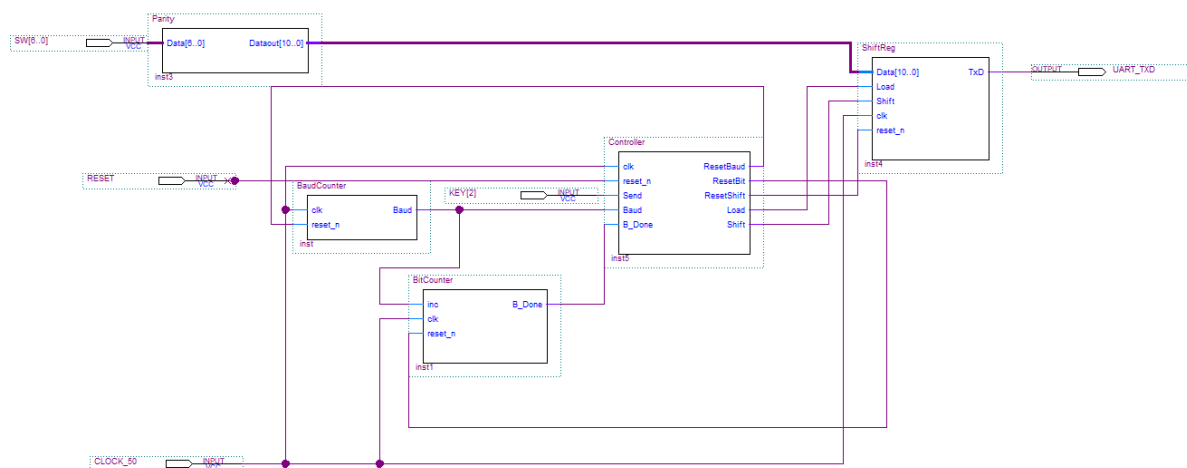 Parity
SW[6..0] INPUT VCC
Data[6..0] Dataout[10..0]
inst3
ShiftReg
Data[10..0] TxD
Load
Shift
clk
reset_n
inst4
OUTPUT UART_TXD
Controller
clk ResetBaud
reset_n ResetBit
Send ResetShift
Baud Load
B_Done Shift
inst5
RESET INPUT VCC
BaudCounter
clk Baud
reset_n
inst
KEY[2] INPUT VCC
BitCounter
inc B_Done
clk
reset_n
inst1
CLOCK_50 INPUT